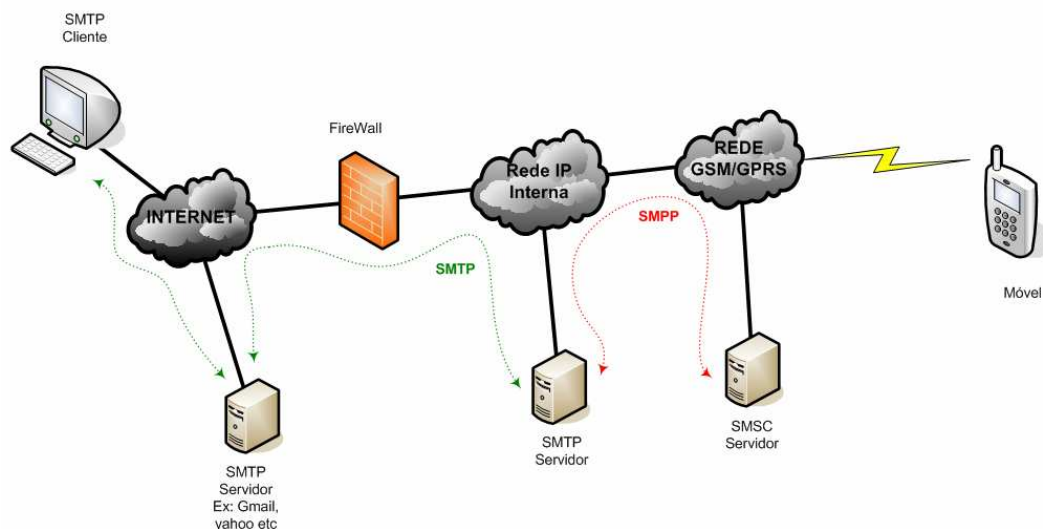 SMTP
Cliente
FireWall
INTERNET
Rede IP
Interna
REDE
GSM/GPRS
SMTP
SMPP
Móvel
SMTP
Servidor
Ex: Gmail,
yahoo etc
SMTP
Servidor
SMSC
Servidor